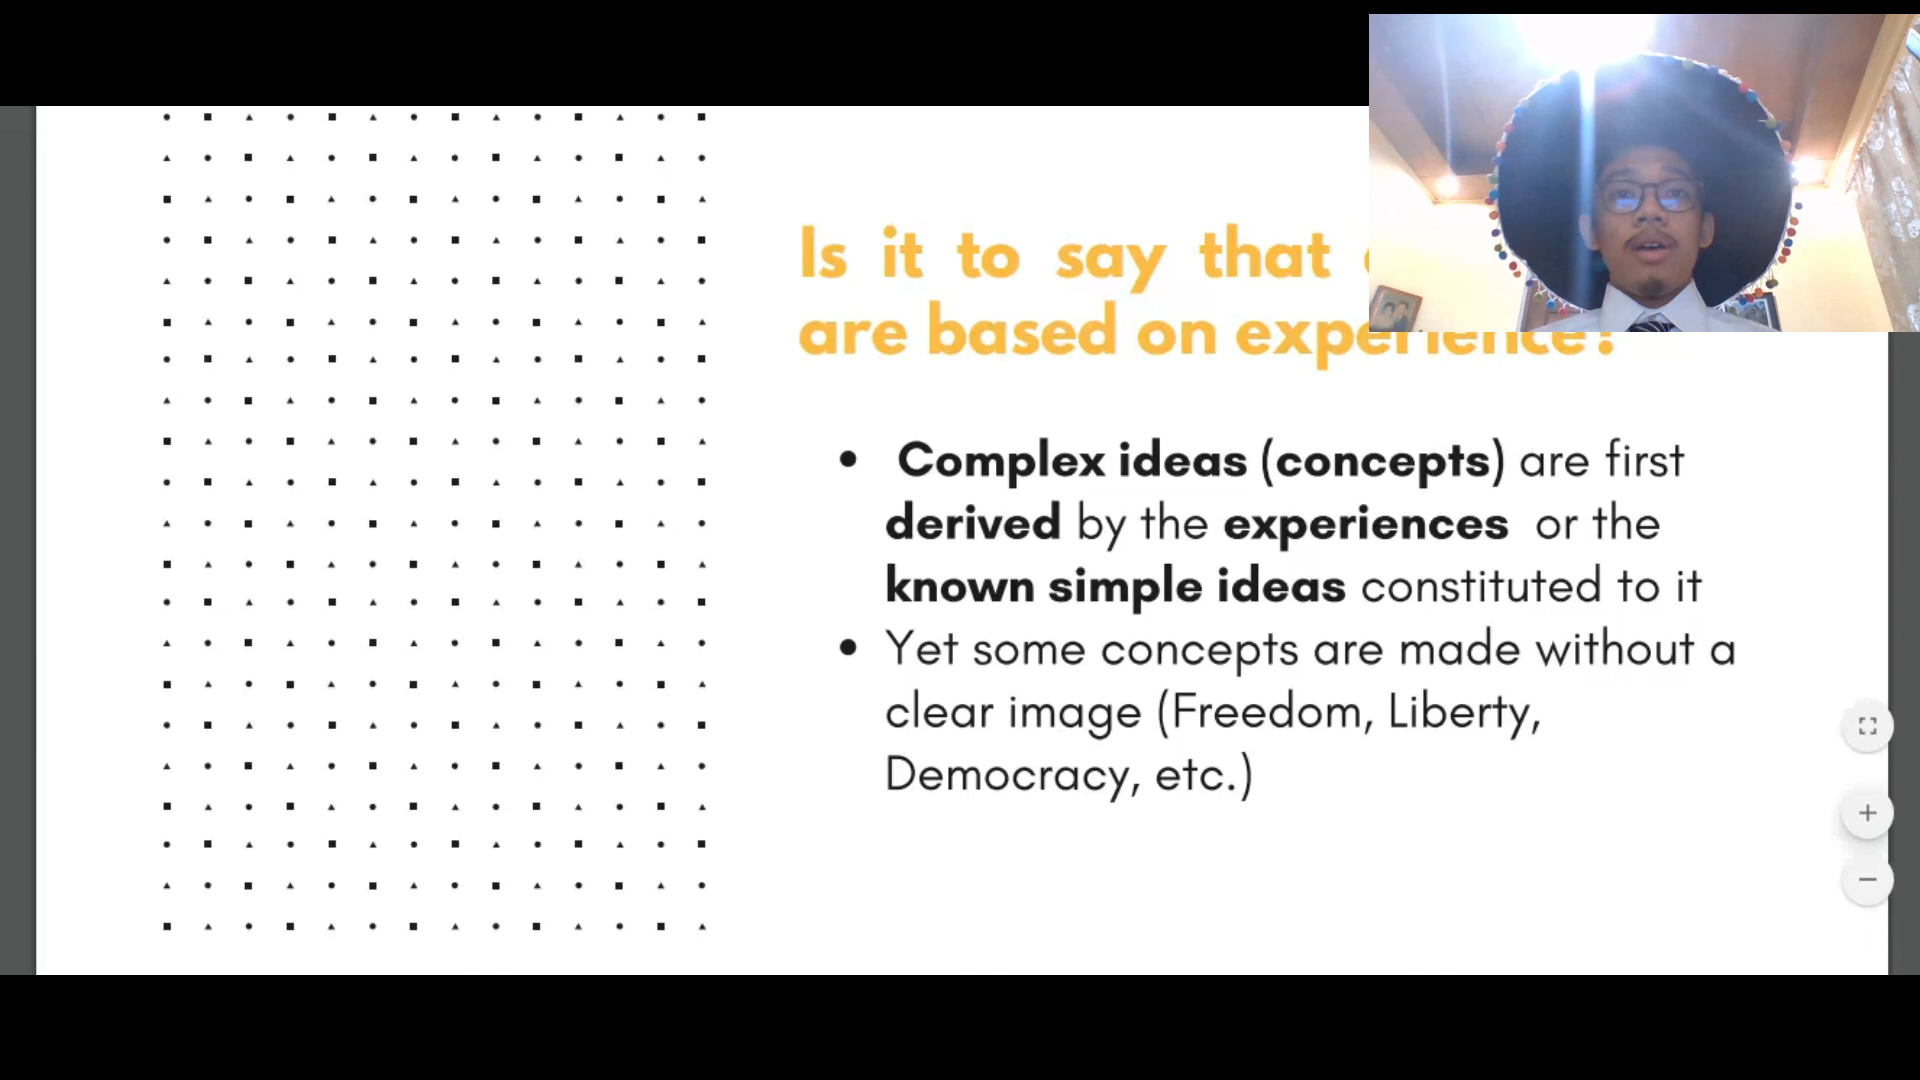 Is it to say that
are based on experience?
• Complex ideas (concepts) are first
derived by the experiences or the
known simple ideas constituted to it
• Yet some concepts are made without a
clear image (Freedom, Liberty,
Democracy, etc.)